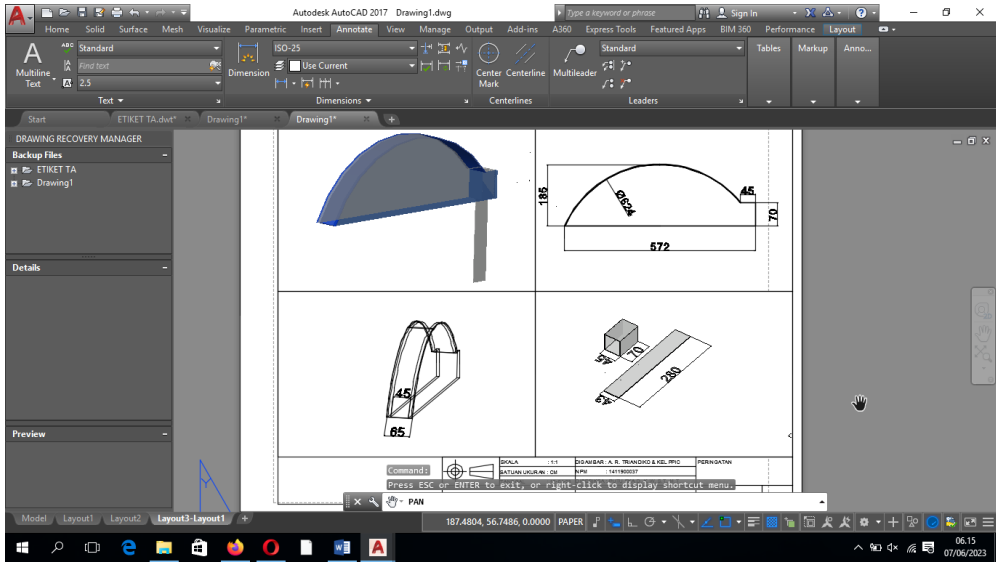 Autodesk AutoCAD 2017 Drawing1.dwg
Type a keyword or phrase
Sign In
Home Solid Surface Mesh Visualize Parametric Insert Annotate View Manage Output Add-ins A360 Express Tools Featured Apps BIM 360 Performance Layout
A
Multiline
Text
ABC
Standard
Find text
2.5
Text
Dimension
ISO-25
Use Current
Dimensions
Center
Mark
Centerline
Centerlines
Multileader
Standard
Leaders
Tables
Markup
Anno...
Start
ETIKET TA.dwt*
Drawing1*
Drawing1*
DRAWING RECOVERY MANAGER
Backup Files
ETIKET TA
Drawing1
Details
Preview
185
Ø1624
45
70
572
45
65
45
70
280
45
SKALA : 1:1
SATUAN UKURAN : CM
DIGAMBAR : A. R. TRIANDIKO & KEL PPIC
NPM : 1411900037
PERINGATAN
Command:
Press ESC or ENTER to exit, or right-click to display shortcut menu.
PAN
Model Layout1 Layout2 Layout3-Layout1
187.4804, 56.7486, 0.0000 PAPER
06.15
07/06/2023